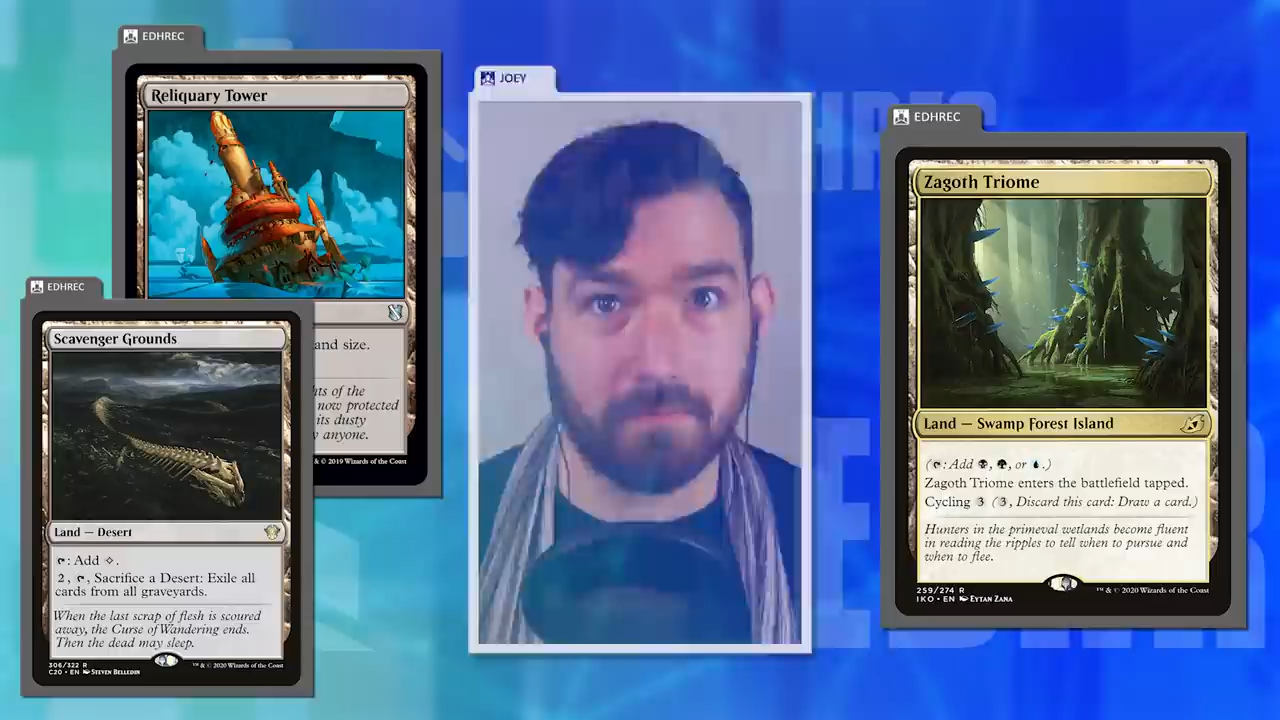 EDHREC
Reliquary Tower
and size.
hts of the
now protected
its dusty
y anyone.
& © 2019 Wizards of the Coast
EDHREC
Scavenger Grounds
Land — Desert
: Add
2, , Sacrifice a Desert: Exile all
cards from all graveyards.
When the last scrap of flesh is scoured
away, the Curse of Wandering ends.
Then the dead may sleep.
306/322 R
C20 • EN STEVEN BELLEDIN
™ & © 2020 Wizards of the Coast
JOEY
EDHREC
Zagoth Triome
Land — Swamp Forest Island
( : Add , , or .)
Zagoth Triome enters the battlefield tapped.
Cycling 3 (3, Discard this card: Draw a card.)
Hunters in the primeval wetlands become fluent
in reading the ripples to tell when to pursue and
when to flee.
259/274 R
IKO • EN EYTAN ZANA
™ & © 2020 Wizards of the Coast